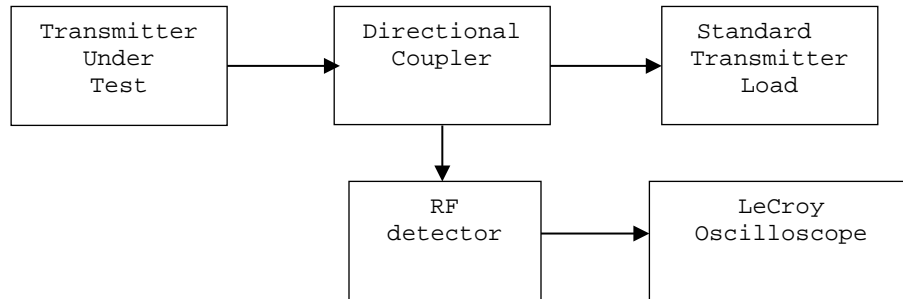 Transmitter
Under
Test
Directional
Coupler
Standard
Transmitter
Load
RF
detector
LeCroy
Oscilloscope